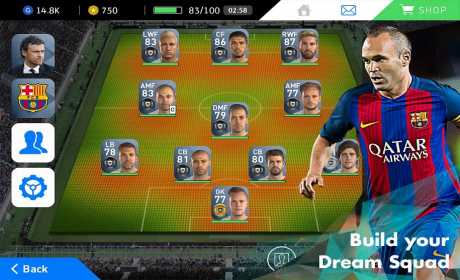 G 14.8K
750
83/100
02:58
SHOP
LWF
83
CF
86
RWF
87
AMF
83
AMF
77
DMF
79
LB
78
CB
81
CB
80
GK
77
QATAR
AIRWAYS
Build your
Dream Squad
Back